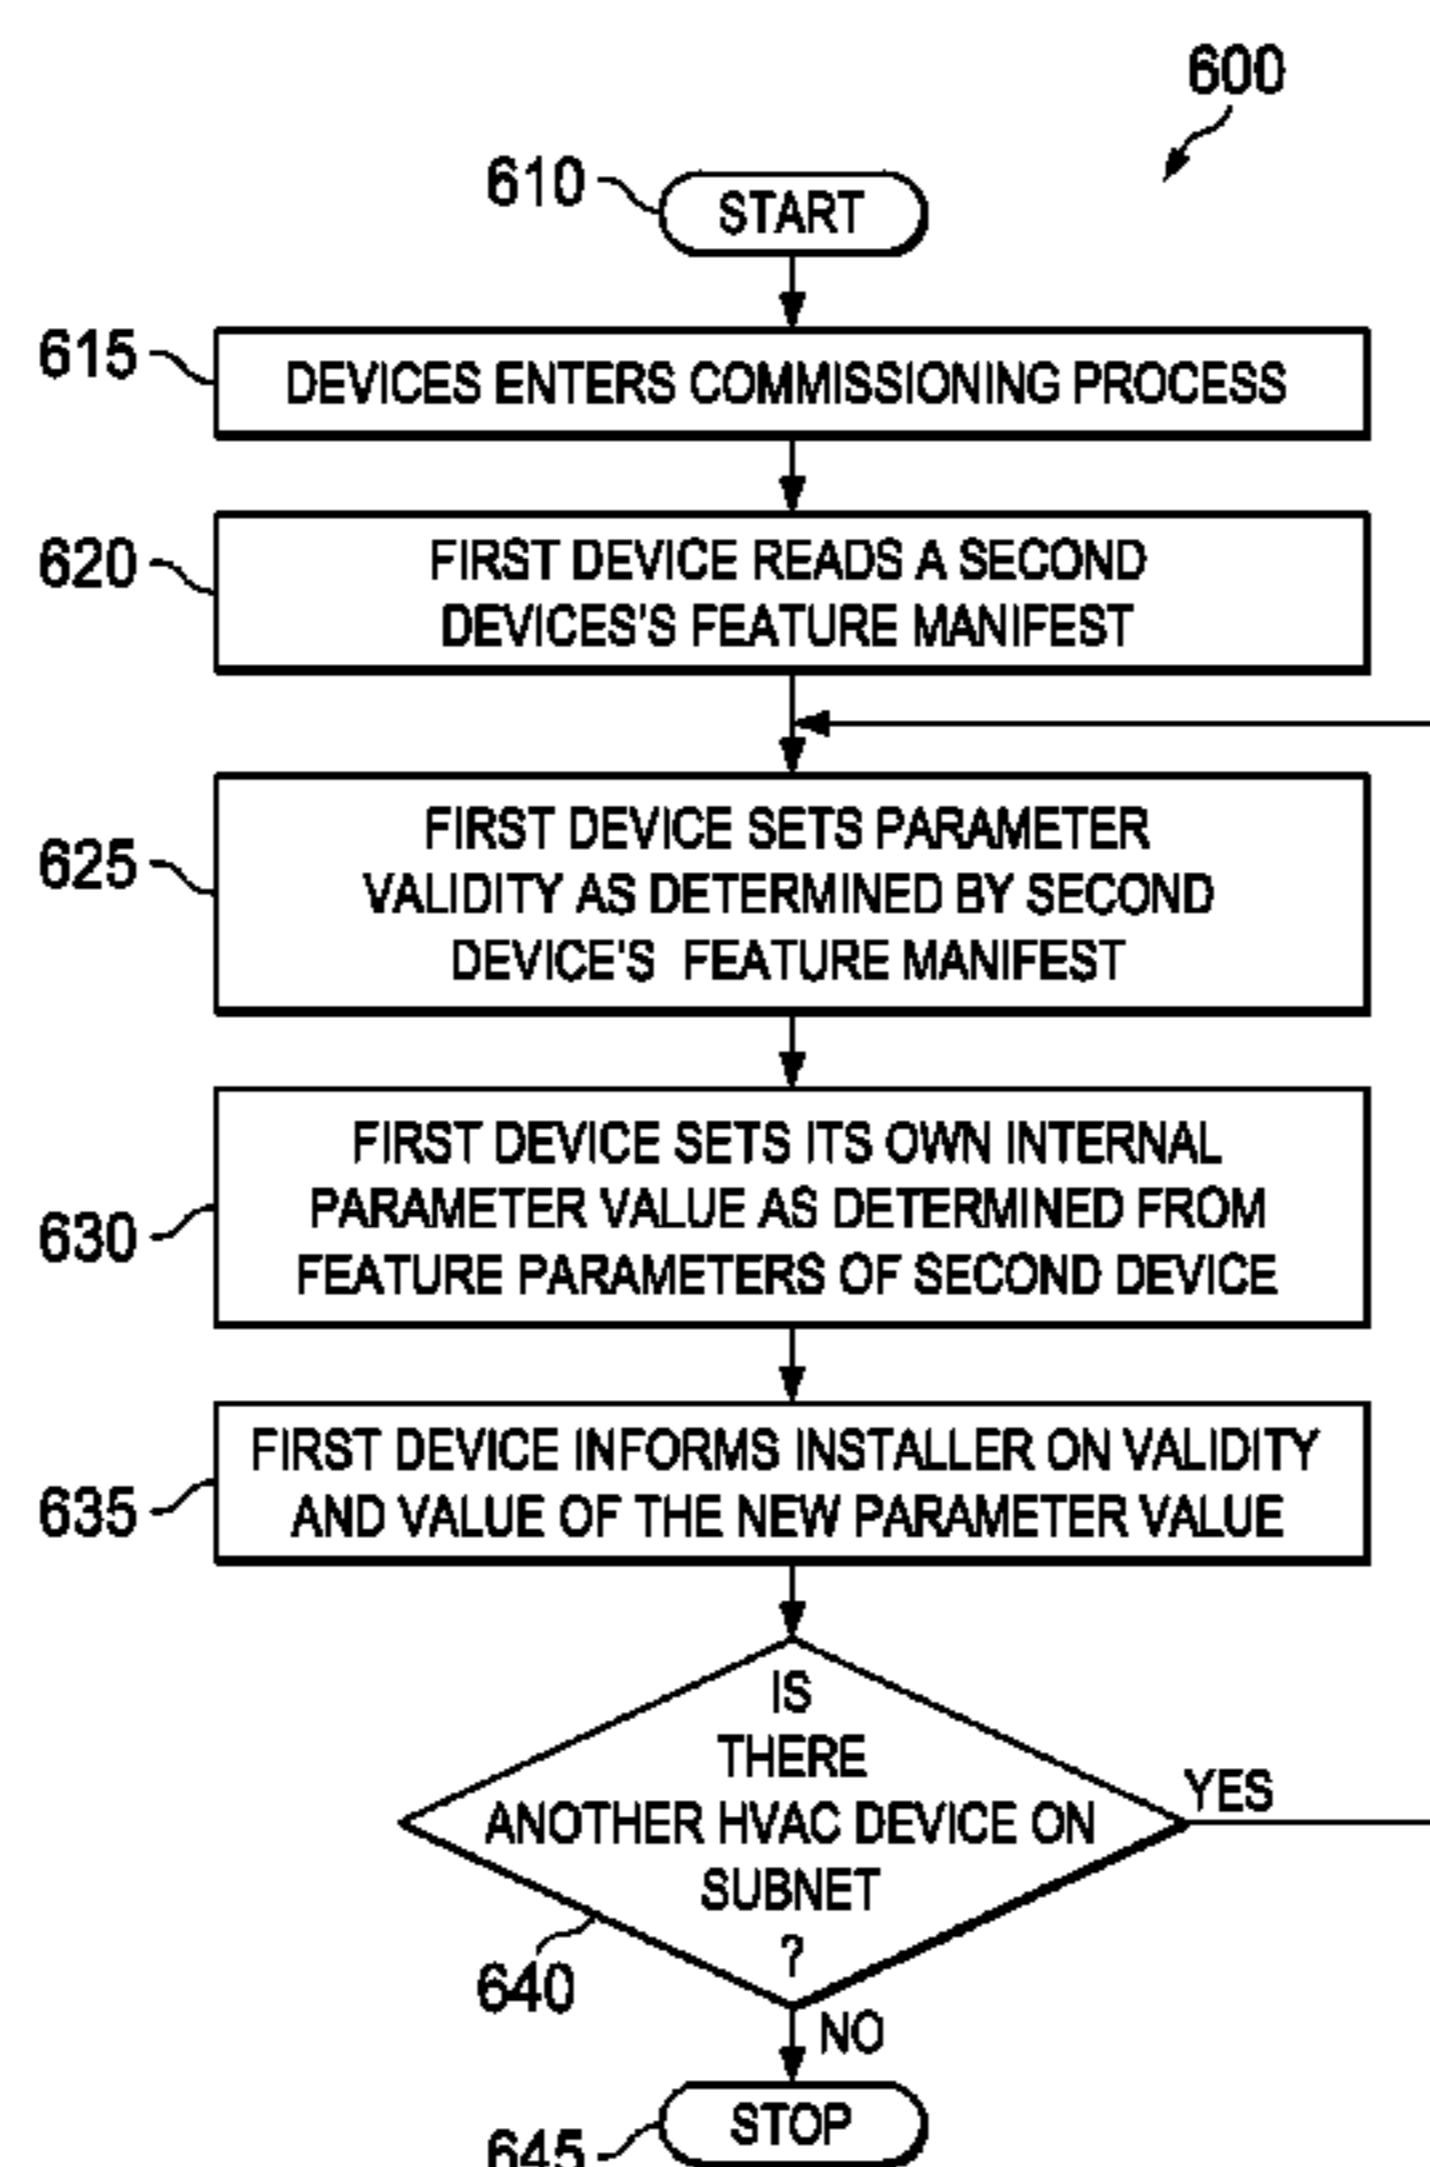 600
610
START
615
DEVICES ENTERS COMMISSIONING PROCESS
620
FIRST DEVICE READS A SECOND
DEVICES'S FEATURE MANIFEST
625
FIRST DEVICE SETS PARAMETER
VALIDITY AS DETERMINED BY SECOND
DEVICE'S FEATURE MANIFEST
630
FIRST DEVICE SETS ITS OWN INTERNAL
PARAMETER VALUE AS DETERMINED FROM
FEATURE PARAMETERS OF SECOND DEVICE
635
FIRST DEVICE INFORMS INSTALLER ON VALIDITY
AND VALUE OF THE NEW PARAMETER VALUE
IS
THERE
ANOTHER HVAC DEVICE ON
SUBNET
?
YES
640
NO
STOP
645